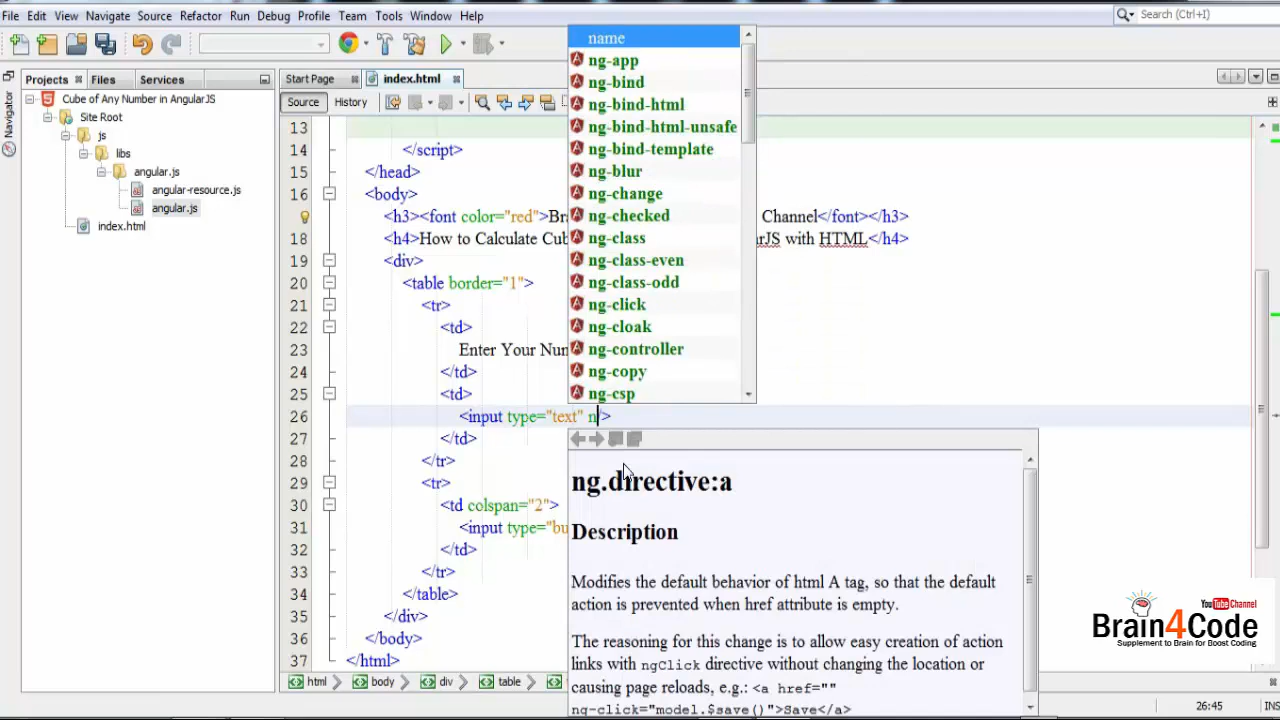 File Edit View Navigate Source Refactor Run Debug Profile Team Tools Window Help
Search (Ctrl+I)
Projects Files Services
Start Page index.html
Navigator
Source History
Cube of Any Number in AngularJS
Site Root
js
libs
angular.js
angular-resource.js
angular.js
index.html
name
ng-app
ng-bind
ng-bind-html
ng-bind-html-unsafe
ng-bind-template
ng-blur
ng-change
ng-checked
ng-class
ng-class-even
ng-class-odd
ng-click
ng-cloak
ng-controller
ng-copy
ng-csp
13
14 </script>
15 </head>
16 <body>
17 <h3><font color="red">Bra Channel</font></h3>
18 <h4>How to Calculate Cub arJS with HTML</h4>
19 <div>
20 <table border="1">
21 <tr>
22 <td>
23 Enter Your Num
24 </td>
25 <td>
26 <input type="text" n/>
27 </td>
28 </tr>
29 <tr>
30 <td colspan="2">
31 <input type="bu
32 </td>
33 </tr>
34 </table>
35 </div>
36 </body>
37 </html>
ng.directive:a
Description
Modifies the default behavior of html A tag, so that the default
action is prevented when href attribute is empty.
The reasoning for this change is to allow easy creation of action
links with ngClick directive without changing the location or
causing page reloads, e.g.: <a href=""
ng-click="model.$save()">Save</a>
You Tube Channel
Brain4Code
Supplement to Brain for Boost Coding
html body div table
26:45 INS